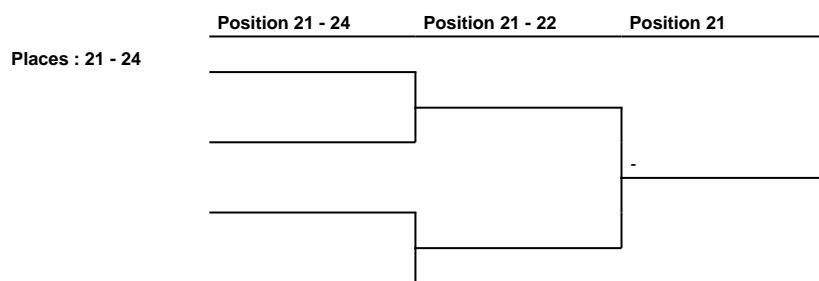 Position 21 - 24 Position 21 - 22 Position 21
Places : 21 - 24
-